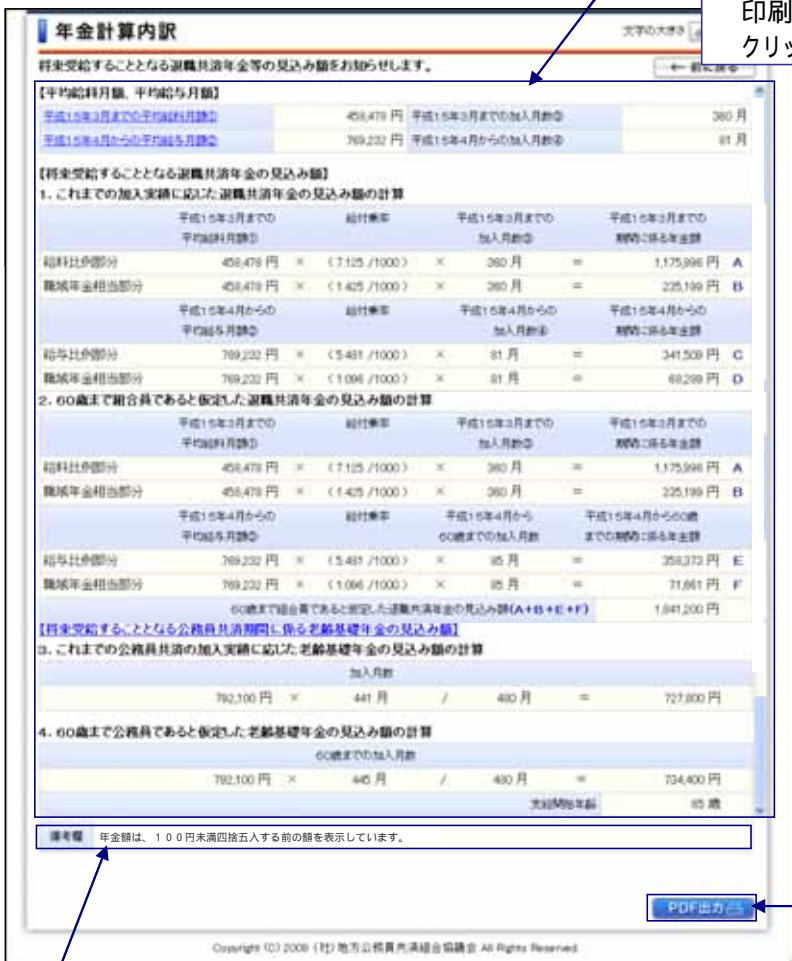 印刷
クリッ
年金計算内訳
文字の大きさ
将来受給することとなる退職共済年金等の見込み額をお知らせします。
← 前に戻る
【平均給料月額、平均給与月額】
平成15年3月までの平均給料月額① 458,478 円 平成15年3月までの加入月数③ 360 月
平成15年4月からの平均給与月額② 769,232 円 平成15年4月からの加入月数④ 81 月
【将来受給することとなる退職共済年金の見込み額】
1. これまでの加入実績に応じた退職共済年金の見込み額の計算
平成15年3月までの 給付乗率 平成15年3月までの 平成15年3月までの
平均給料月額① 加入月数③ 期間に係る年金額
給料比例部分 458,478 円 × (7.125 /1000) × 360 月 = 1,175,996 円 A
職域年金相当部分 458,478 円 × (1.425 /1000) × 360 月 = 235,199 円 B
平成15年4月からの 給付乗率 平成15年4月からの 平成15年4月からの
平均給与月額② 加入月数④ 期間に係る年金額
給与比例部分 769,232 円 × (5.481 /1000) × 81 月 = 341,509 円 C
職域年金相当部分 769,232 円 × (1.096 /1000) × 81 月 = 68,289 円 D
2. 60歳まで組合員であると仮定した退職共済年金の見込み額の計算
平成15年3月までの 給付乗率 平成15年3月までの 平成15年3月までの
平均給料月額① 加入月数③ 期間に係る年金額
給料比例部分 458,478 円 × (7.125 /1000) × 360 月 = 1,175,996 円 A
職域年金相当部分 458,478 円 × (1.425 /1000) × 360 月 = 235,199 円 B
平成15年4月からの 給付乗率 平成15年4月から 平成15年4月から60歳
平均給与月額② 60歳までの加入月数 までの期間に係る年金額
給与比例部分 769,232 円 × (5.481 /1000) × 85 月 = 358,373 円 E
職域年金相当部分 769,232 円 × (1.096 /1000) × 85 月 = 71,661 円 F
60歳まで組合員であると仮定した退職共済年金の見込み額(A+B+E+F) 1,841,200 円
【将来受給することとなる公務員共済期間に係る老齢基礎年金の見込み額】
3. これまでの公務員共済の加入実績に応じた老齢基礎年金の見込み額の計算
加入月数
792,100 円 × 441 月 / 480 月 = 727,800 円
4. 60歳まで公務員であると仮定した老齢基礎年金の見込み額の計算
60歳までの加入月数
792,100 円 × 445 月 / 480 月 = 734,400 円
支給開始年齢 65 歳
備考欄 年金額は、100円未満四捨五入する前の額を表示しています。
PDF出力
Copyright (C) 2008 (社)地方公務員共済組合協議会 All Rights Reserved.